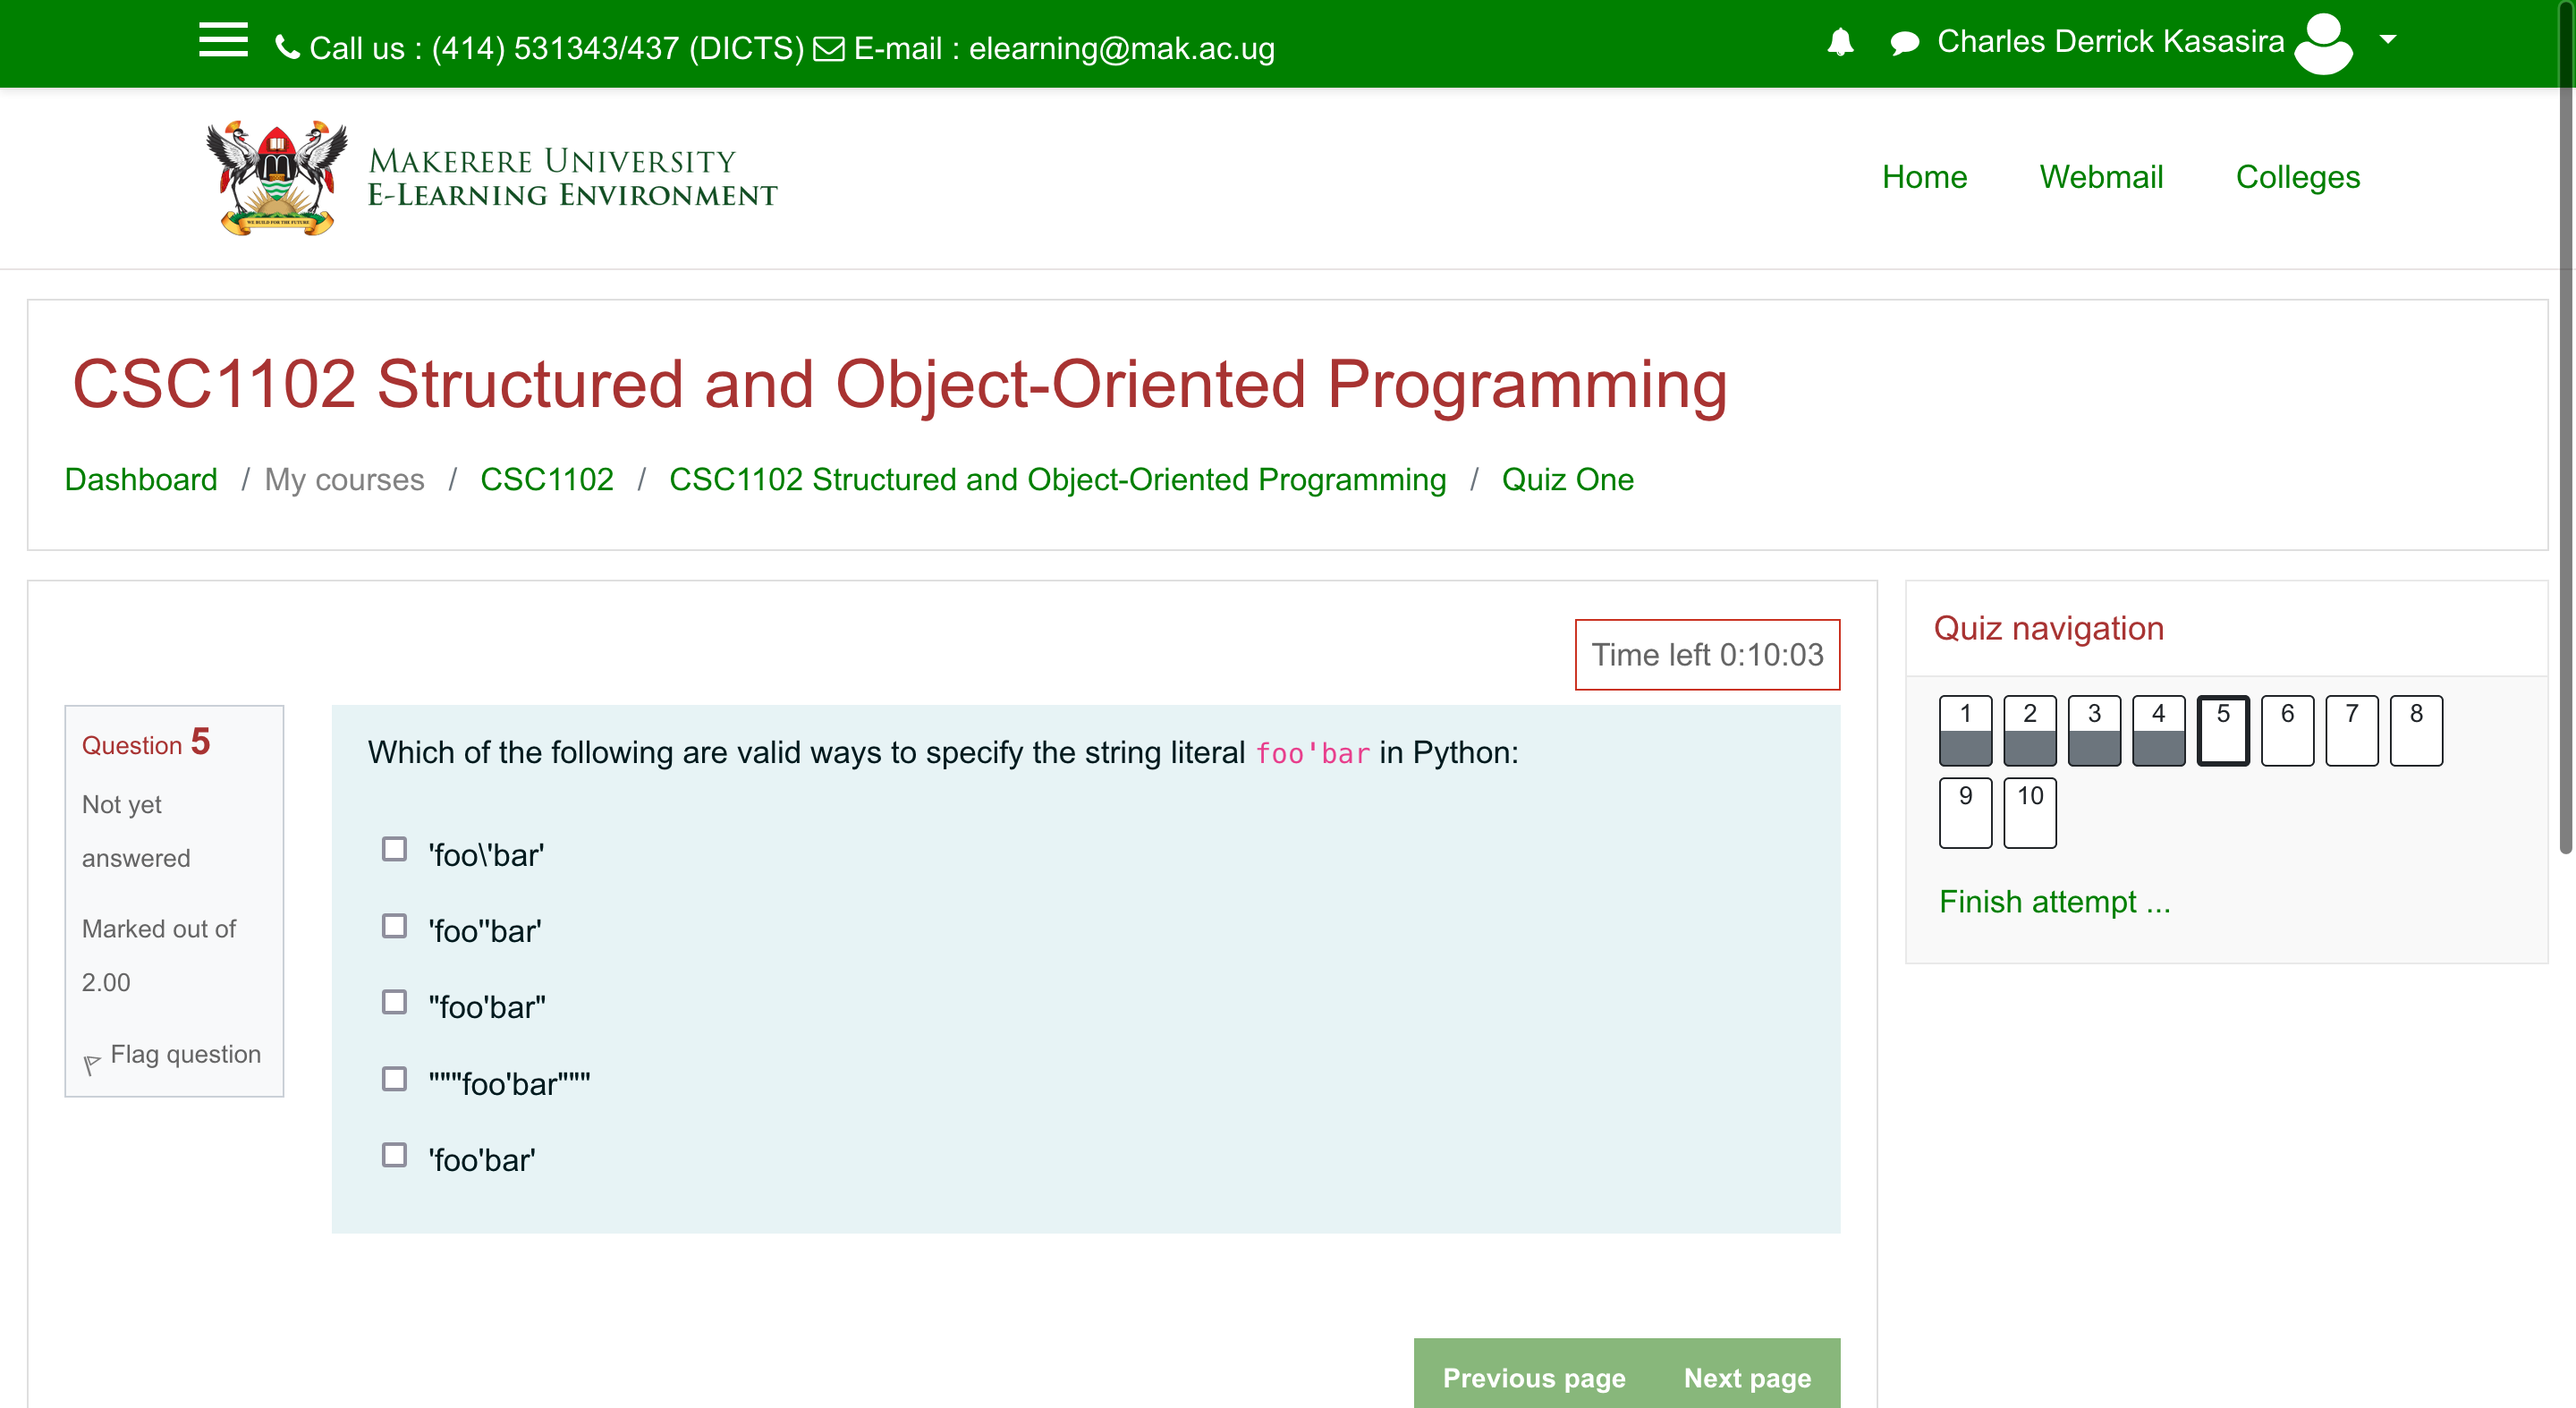 Call us : (414) 531343/437 (DICTS) E-mail : elearning@mak.ac.ug
Charles Derrick Kasasira
MAKERERE UNIVERSITY
E-LEARNING ENVIRONMENT
WE BUILD FOR THE FUTURE
Home Webmail Colleges
CSC1102 Structured and Object-Oriented Programming
Dashboard / My courses / CSC1102 / CSC1102 Structured and Object-Oriented Programming / Quiz One
Time left 0:10:03
Question 5
Not yet
answered
Marked out of
2.00
Flag question
Which of the following are valid ways to specify the string literal foo'bar in Python:
'foo\'bar'
'foo''bar'
"foo'bar"
"""foo'bar"""
'foo'bar'
Previous page Next page
Quiz navigation
1 2 3 4 5 6 7 8
9 10
Finish attempt ...